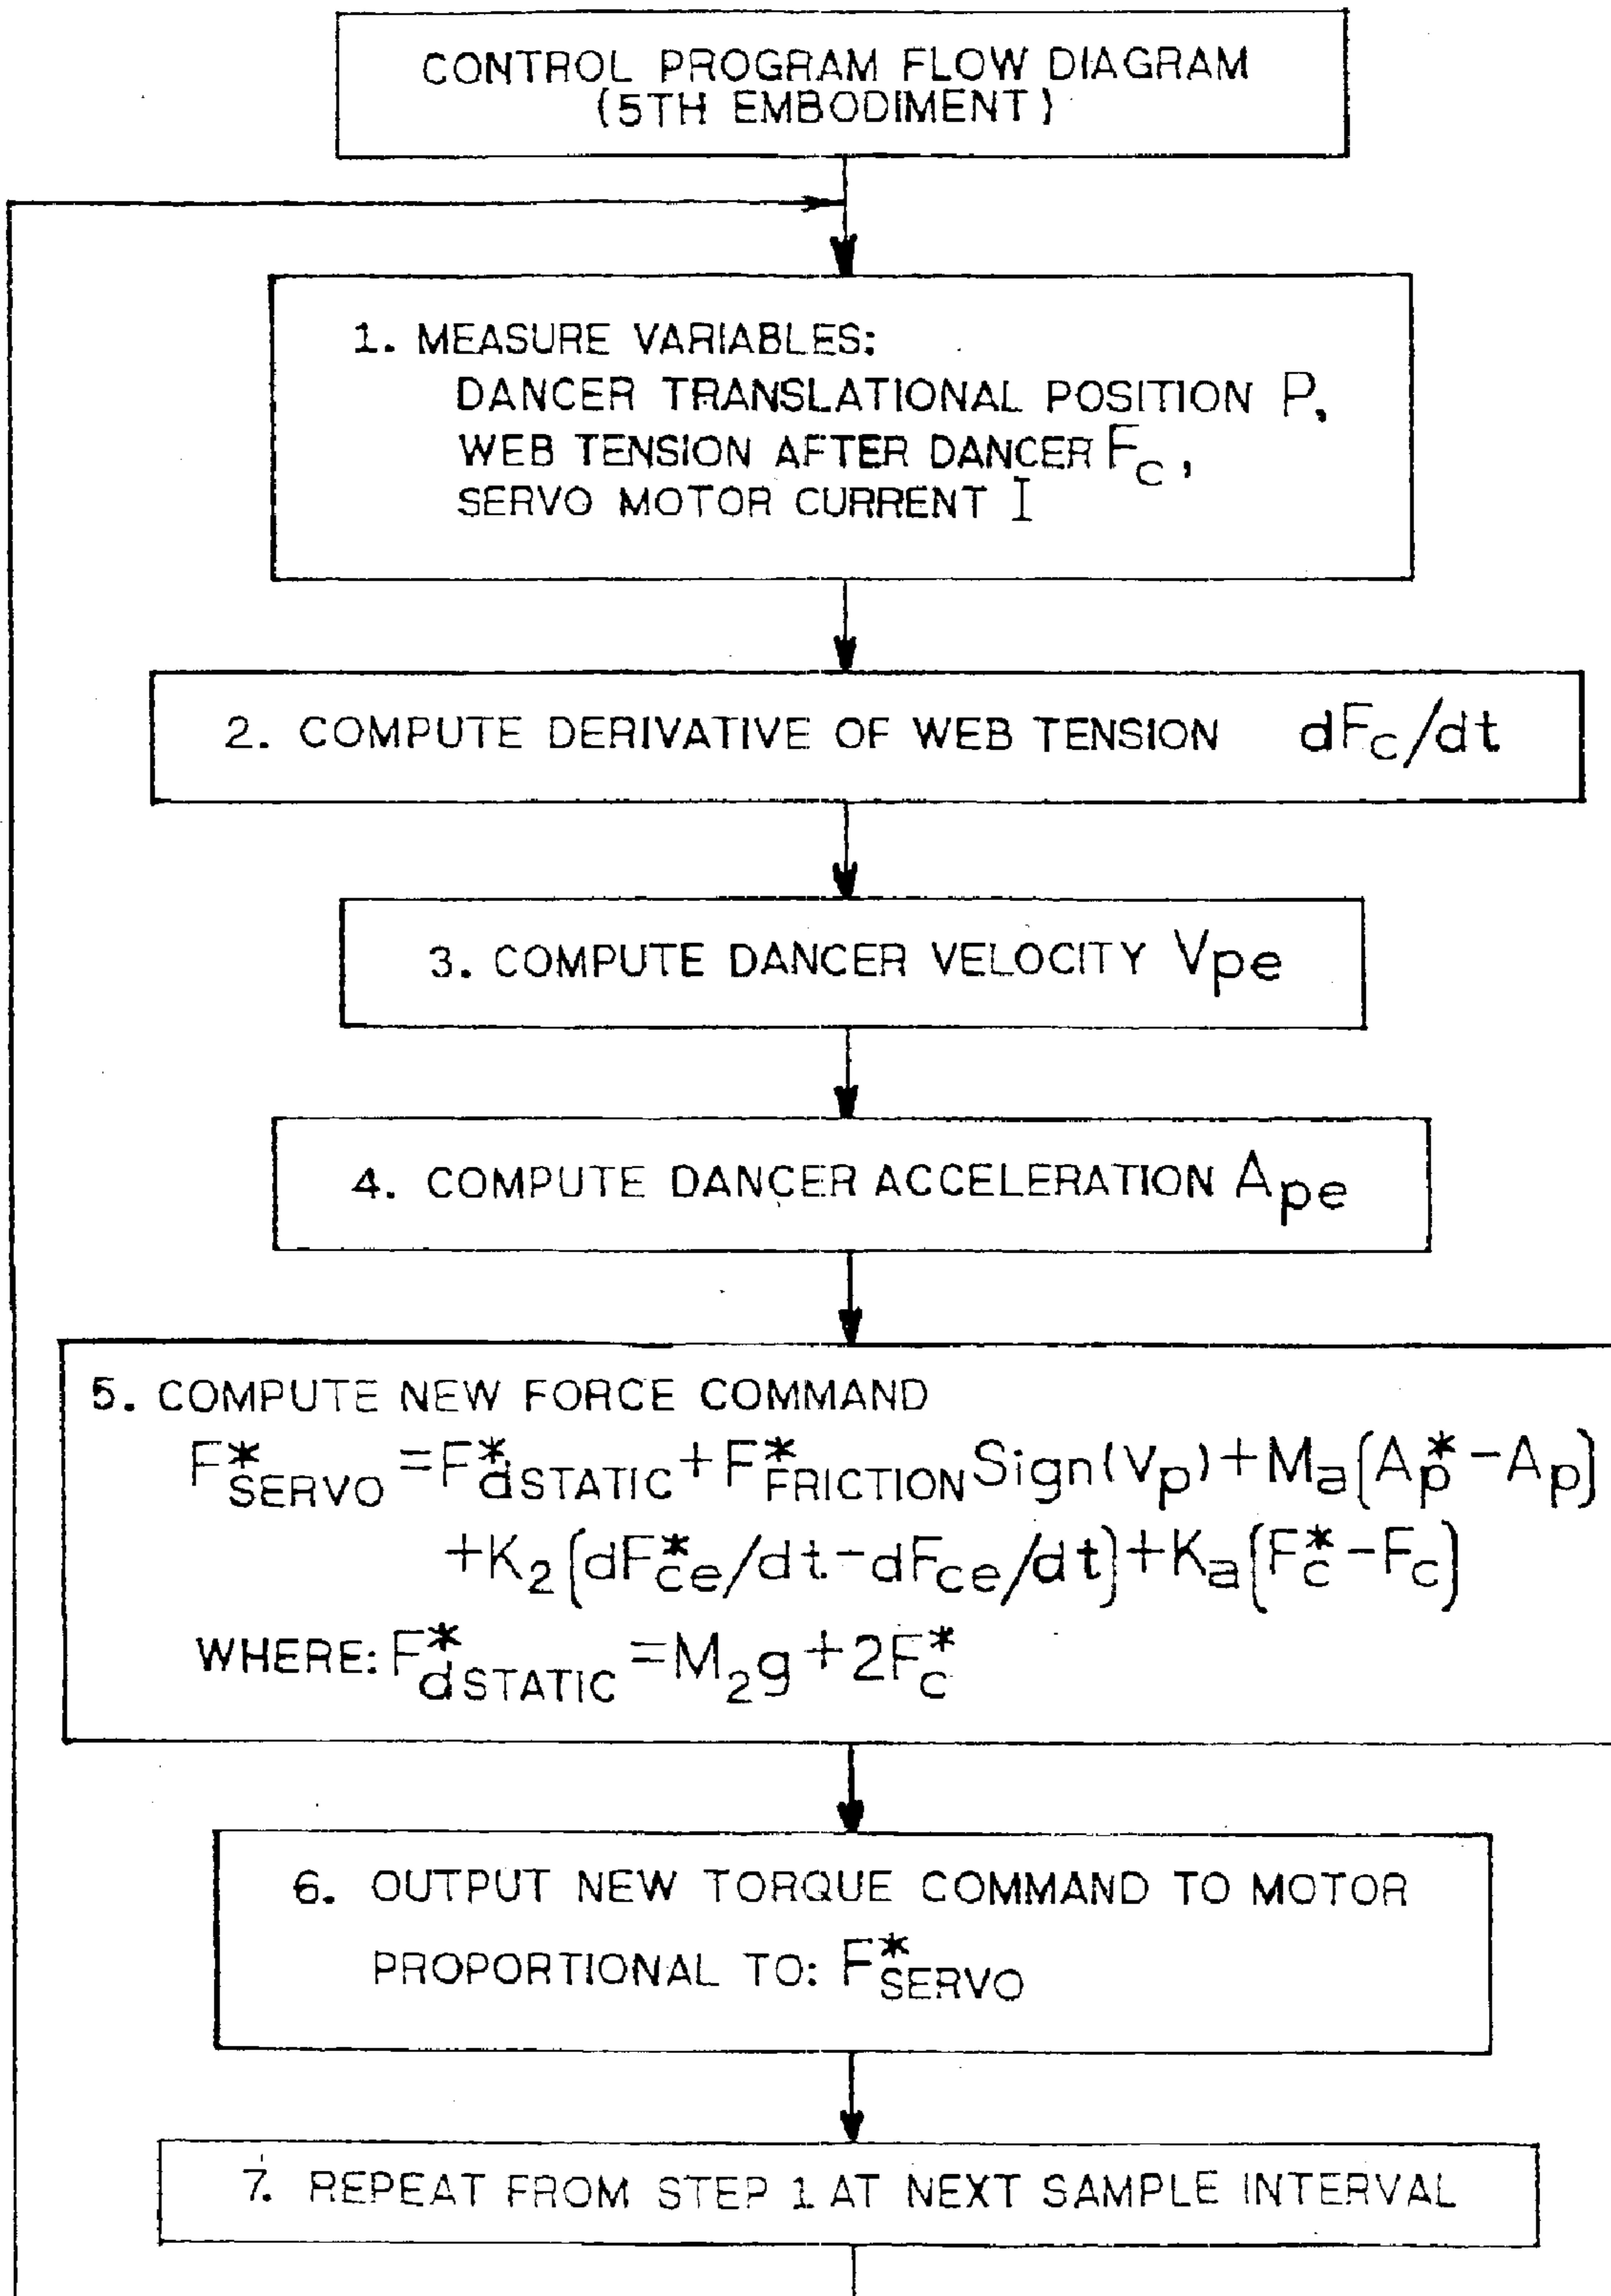 CONTROL PROGRAM FLOW DIAGRAM
(5TH EMBODIMENT)
1. MEASURE VARIABLES:
DANCER TRANSLATIONAL POSITION P,
WEB TENSION AFTER DANCER F_c,
SERVO MOTOR CURRENT I
2. COMPUTE DERIVATIVE OF WEB TENSION dF_c/dt
3. COMPUTE DANCER VELOCITY V_pe
4. COMPUTE DANCER ACCELERATION A_pe
5. COMPUTE NEW FORCE COMMAND
F*_SERVO = F*_dSTATIC + F*_FRICTION Sign(V_p) + M_a[A*_p - A_p]
+K_2[dF*_ce/dt - dF_ce/dt] + K_a[F*_c - F_c]
WHERE: F*_dSTATIC = M_2g + 2F*_c
6. OUTPUT NEW TORQUE COMMAND TO MOTOR
PROPORTIONAL TO: F*_SERVO
7. REPEAT FROM STEP 1 AT NEXT SAMPLE INTERVAL